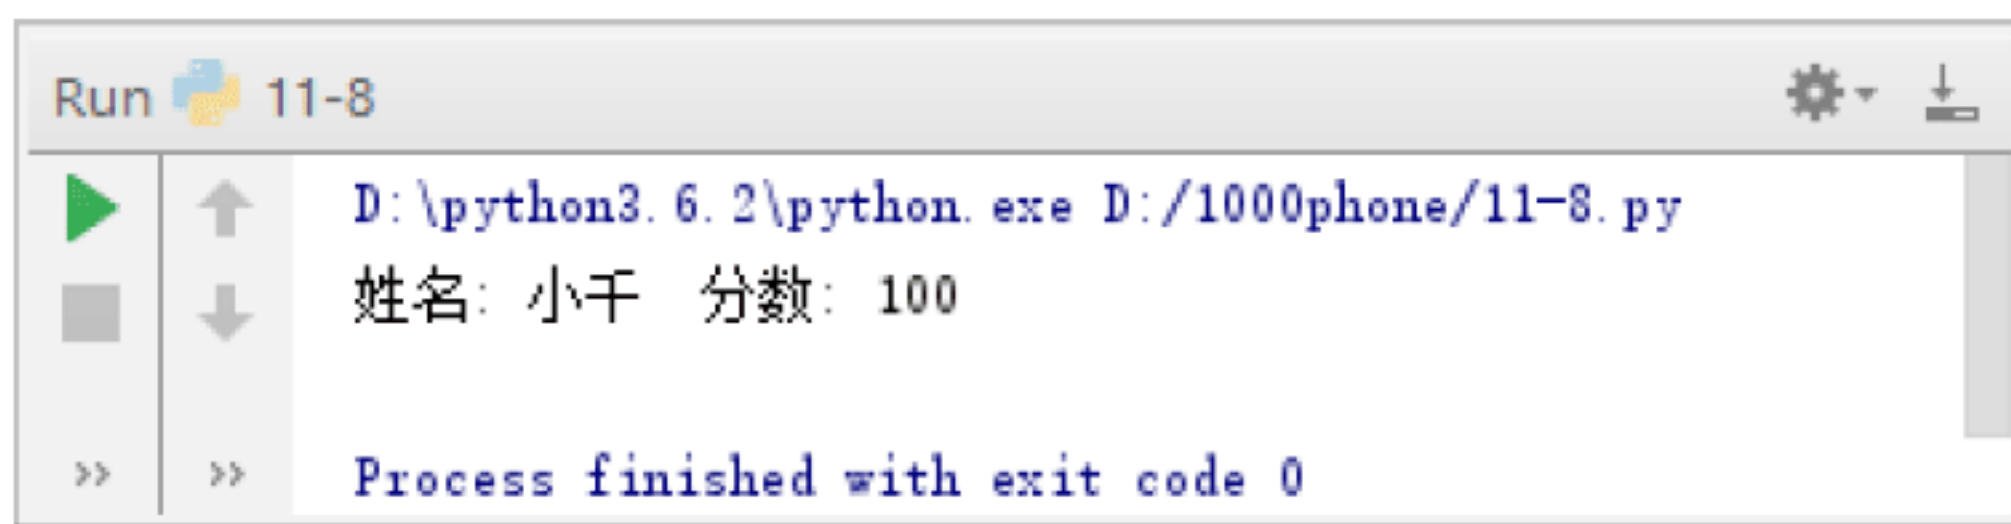 Run 11-8
D:\python3.6.2\python.exe D:/1000phone/11-8.py
姓名: 小千 分数: 100
Process finished with exit code 0